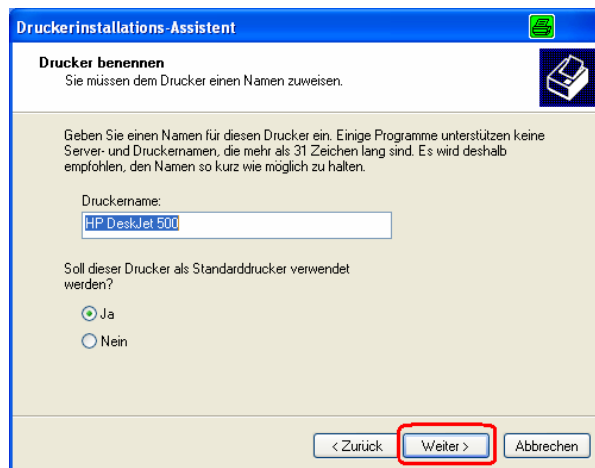 Druckerinstallations-Assistent
Drucker benennen
Sie müssen dem Drucker einen Namen zuweisen.
Geben Sie einen Namen für diesen Drucker ein. Einige Programme unterstützen keine
Server- und Druckernamen, die mehr als 31 Zeichen lang sind. Es wird deshalb
empfohlen, den Namen so kurz wie möglich zu halten.
Druckername:
HP DeskJet 500
Soll dieser Drucker als Standarddrucker verwendet
werden?
Ja
Nein
< Zurück Weiter > Abbrechen